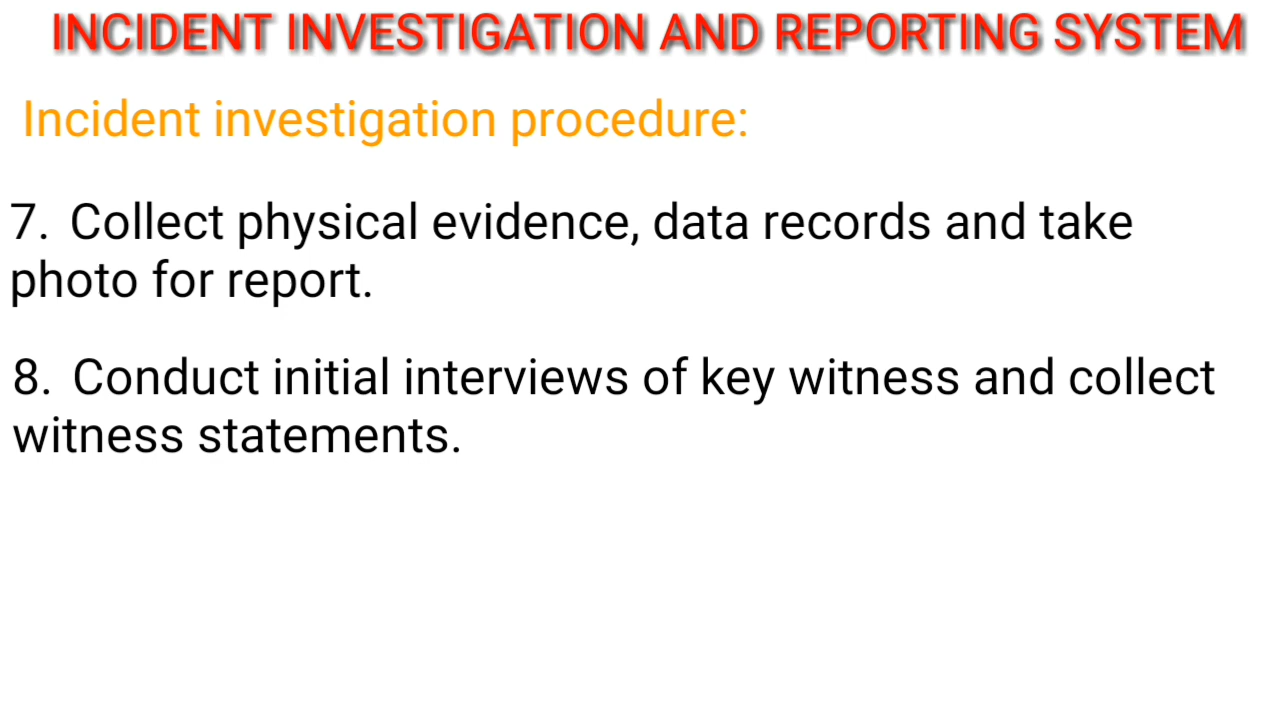 INCIDENT INVESTIGATION AND REPORTING SYSTEM
Incident investigation procedure:
7. Collect physical evidence, data records and take
photo for report.
8. Conduct initial interviews of key witness and collect
witness statements.